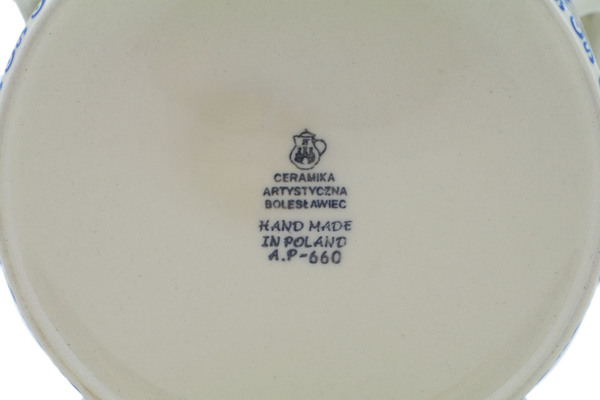 CERAMIKA
ARTYSTYCZNA
BOLESŁAWIEC
HAND MADE
IN POLAND
A.P-660